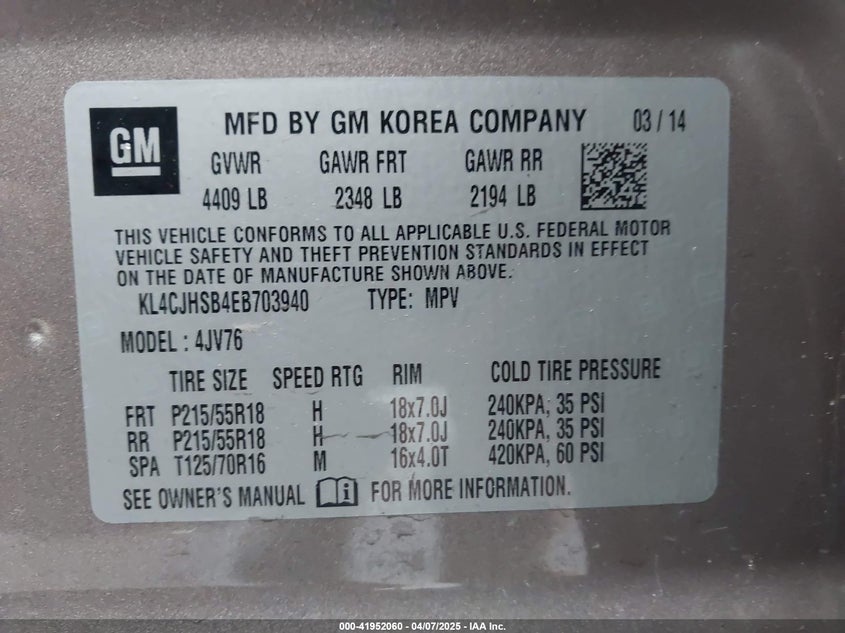 GM MFD BY GM KOREA COMPANY 03 / 14
GVWR GAWR FRT GAWR RR
4409 LB 2348 LB 2194 LB
THIS VEHICLE CONFORMS TO ALL APPLICABLE U.S. FEDERAL MOTOR
VEHICLE SAFETY AND THEFT PREVENTION STANDARDS IN EFFECT
ON THE DATE OF MANUFACTURE SHOWN ABOVE.
KL4CJHSB4EB703940 TYPE: MPV
MODEL : 4JV76
TIRE SIZE SPEED RTG RIM COLD TIRE PRESSURE
FRT P215/55R18 H 18x7.0J 240KPA, 35 PSI
RR P215/55R18 H 18x7.0J 240KPA, 35 PSI
SPA T125/70R16 M 16x4.0T 420KPA, 60 PSI
SEE OWNER'S MANUAL FOR MORE INFORMATION.
000-41952060 - 04/07/2025 - IAA Inc.